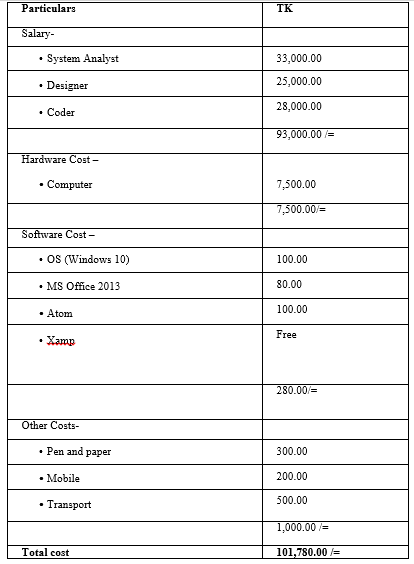 Particulars TK
Salary-
• System Analyst 33,000.00
• Designer 25,000.00
• Coder 28,000.00
93,000.00 /=
Hardware Cost –
• Computer 7,500.00
7,500.00/=
Software Cost –
• OS (Windows 10) 100.00
• MS Office 2013 80.00
• Atom 100.00
• Xamp Free
280.00/=
Other Costs-
• Pen and paper 300.00
• Mobile 200.00
• Transport 500.00
1,000.00 /=
Total cost 101,780.00 /=